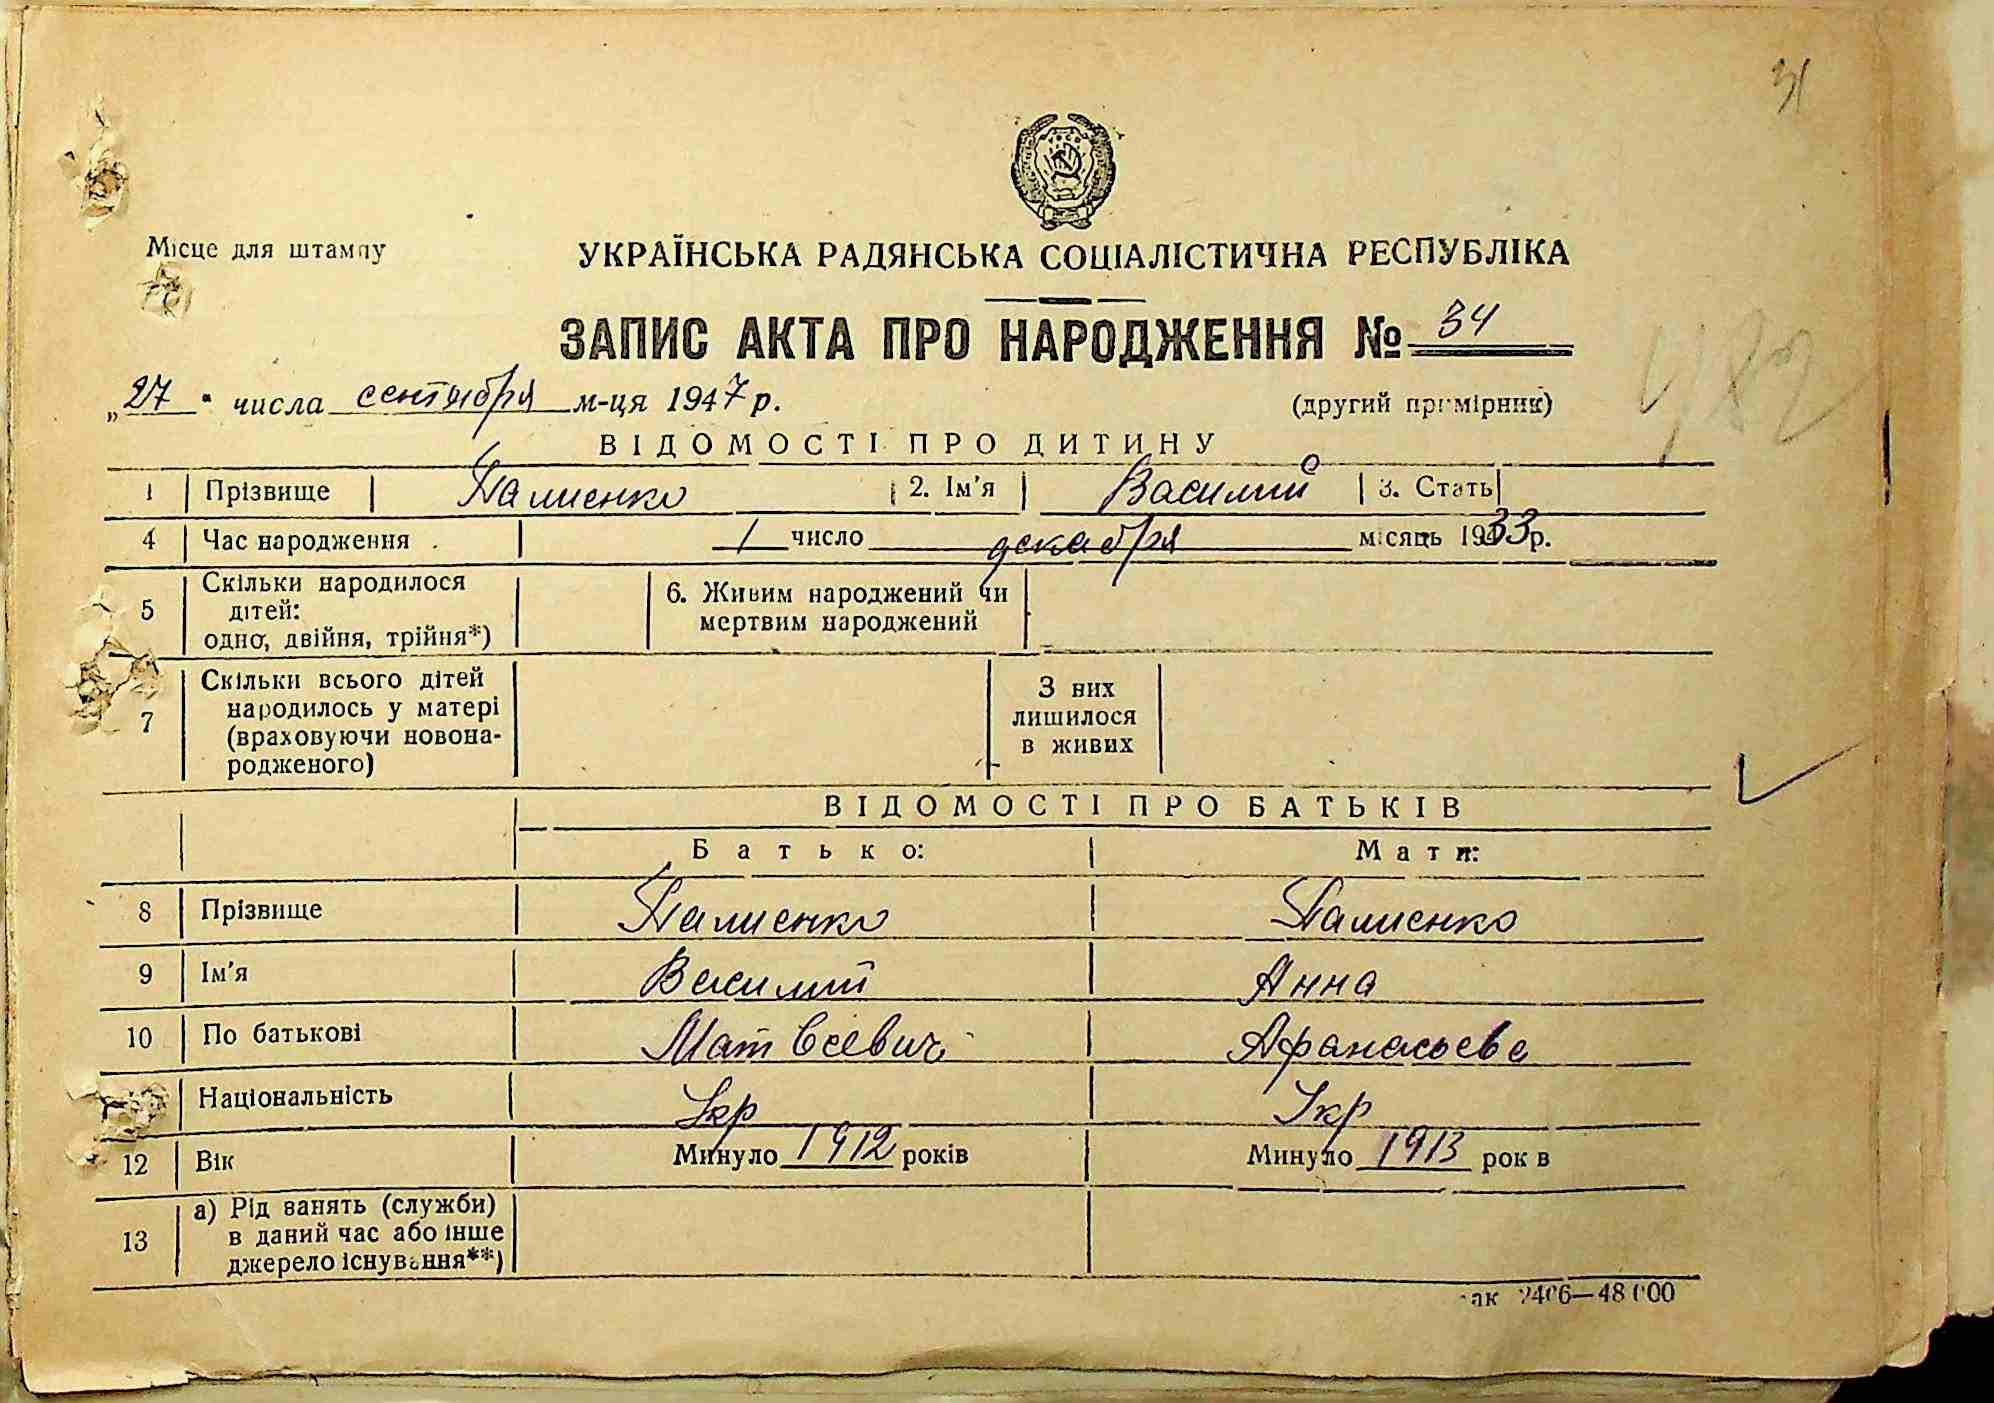 31
Місце для штампу
УКРАЇНСЬКА РАДЯНСЬКА СОЦІАЛІСТИЧНА РЕСПУБЛІКА
ЗАПИС АКТА ПРО НАРОДЖЕННЯ № 34
„27" числа сентября м-ця 1947 р.
(другий примірник)
ВІДОМОСТІ ПРО ДИТИНУ
1 Прізвище Палиенко 2. Ім'я Василий 3. Стать
4 Час народження 1 число декабря місяць 1933 р.
5 Скільки народилося дітей: одно, двійня, трійня*)
6. Живим народжений чи мертвим народжений
7 Скільки всього дітей народилось у матері (враховуючи новонародженого)
З них лишилося в живих
ВІДОМОСТІ ПРО БАТЬКІВ
Батько: Мати:
8 Прізвище Палиенко Палиенко
9 Ім'я Василий Анна
10 По батькові Матвеевич Афанасьева
Національність Укр Укр
12 Вік Минуло 1912 років Минуло 1913 рок в
13 а) Рід занять (служби) в даний час або інше джерело існування**)